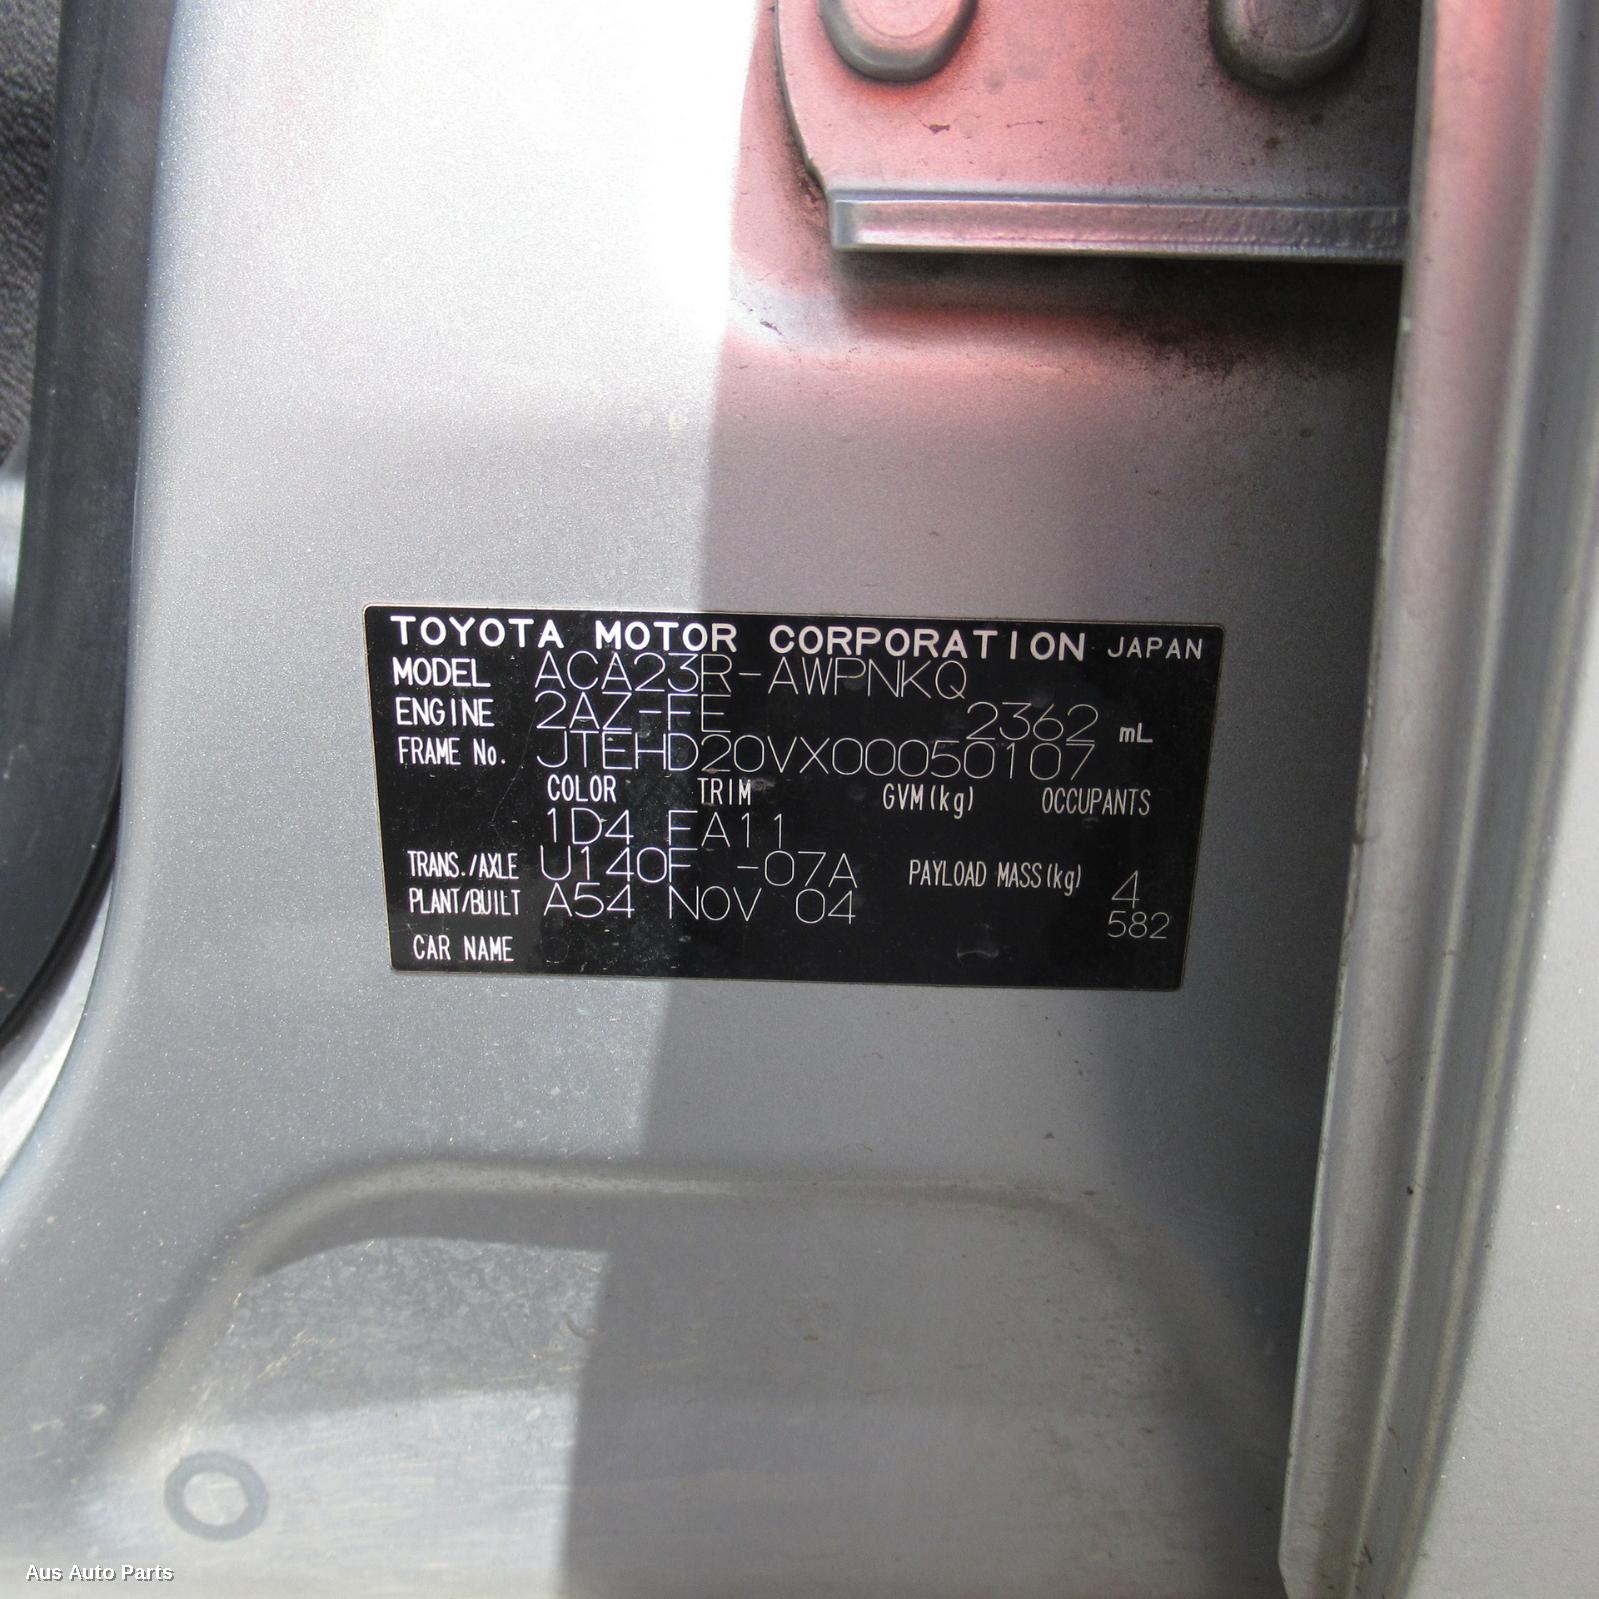 TOYOTA MOTOR CORPORATION JAPAN
MODEL ACA23R-AWPNKQ
ENGINE 2AZ-FE 2362 mL
FRAME No. JTEHD20VX00050107
COLOR TRIM GVM(kg) OCCUPANTS
1D4 FA11
TRANS./AXLE U140F -07A PAYLOAD MASS(kg) 4
PLANT/BUILT A54 NOV 04 582
CAR NAME
Aus Auto Parts